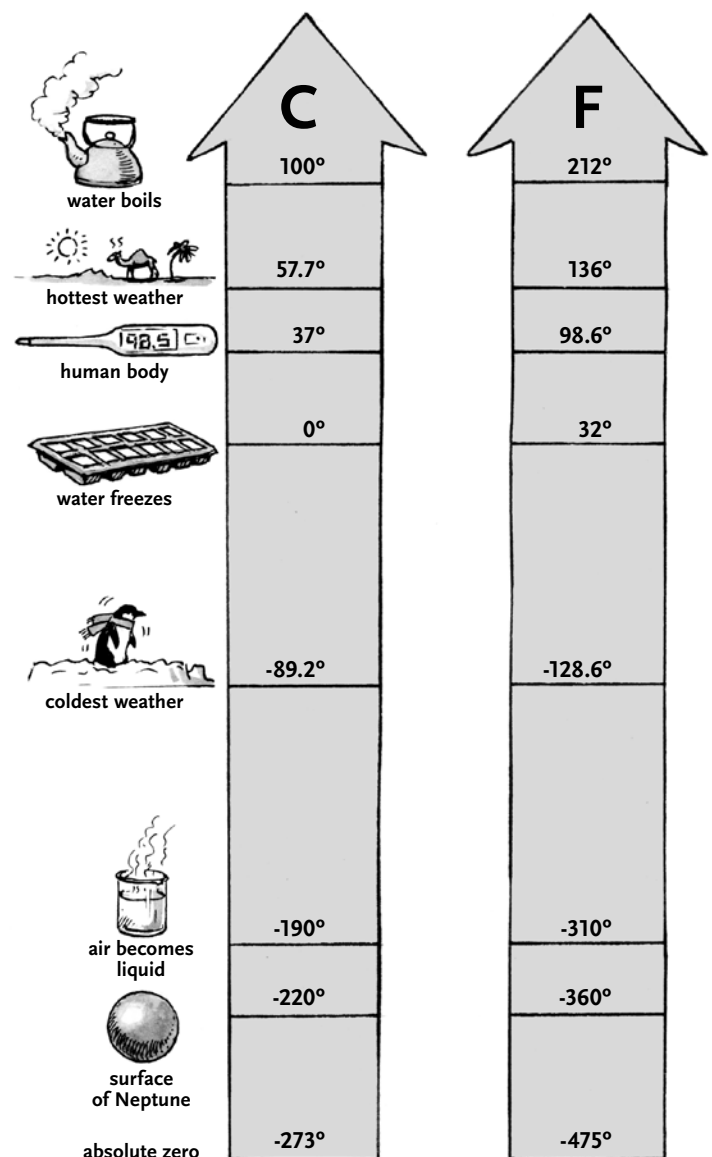 C F
100° 212°
water boils
57.7° 136°
hottest weather
98.5
37° 98.6°
human body
0° 32°
water freezes
-89.2° -128.6°
coldest weather
-190° -310°
air becomes
liquid
-220° -360°
surface
of Neptune
-273° -475°
absolute zero